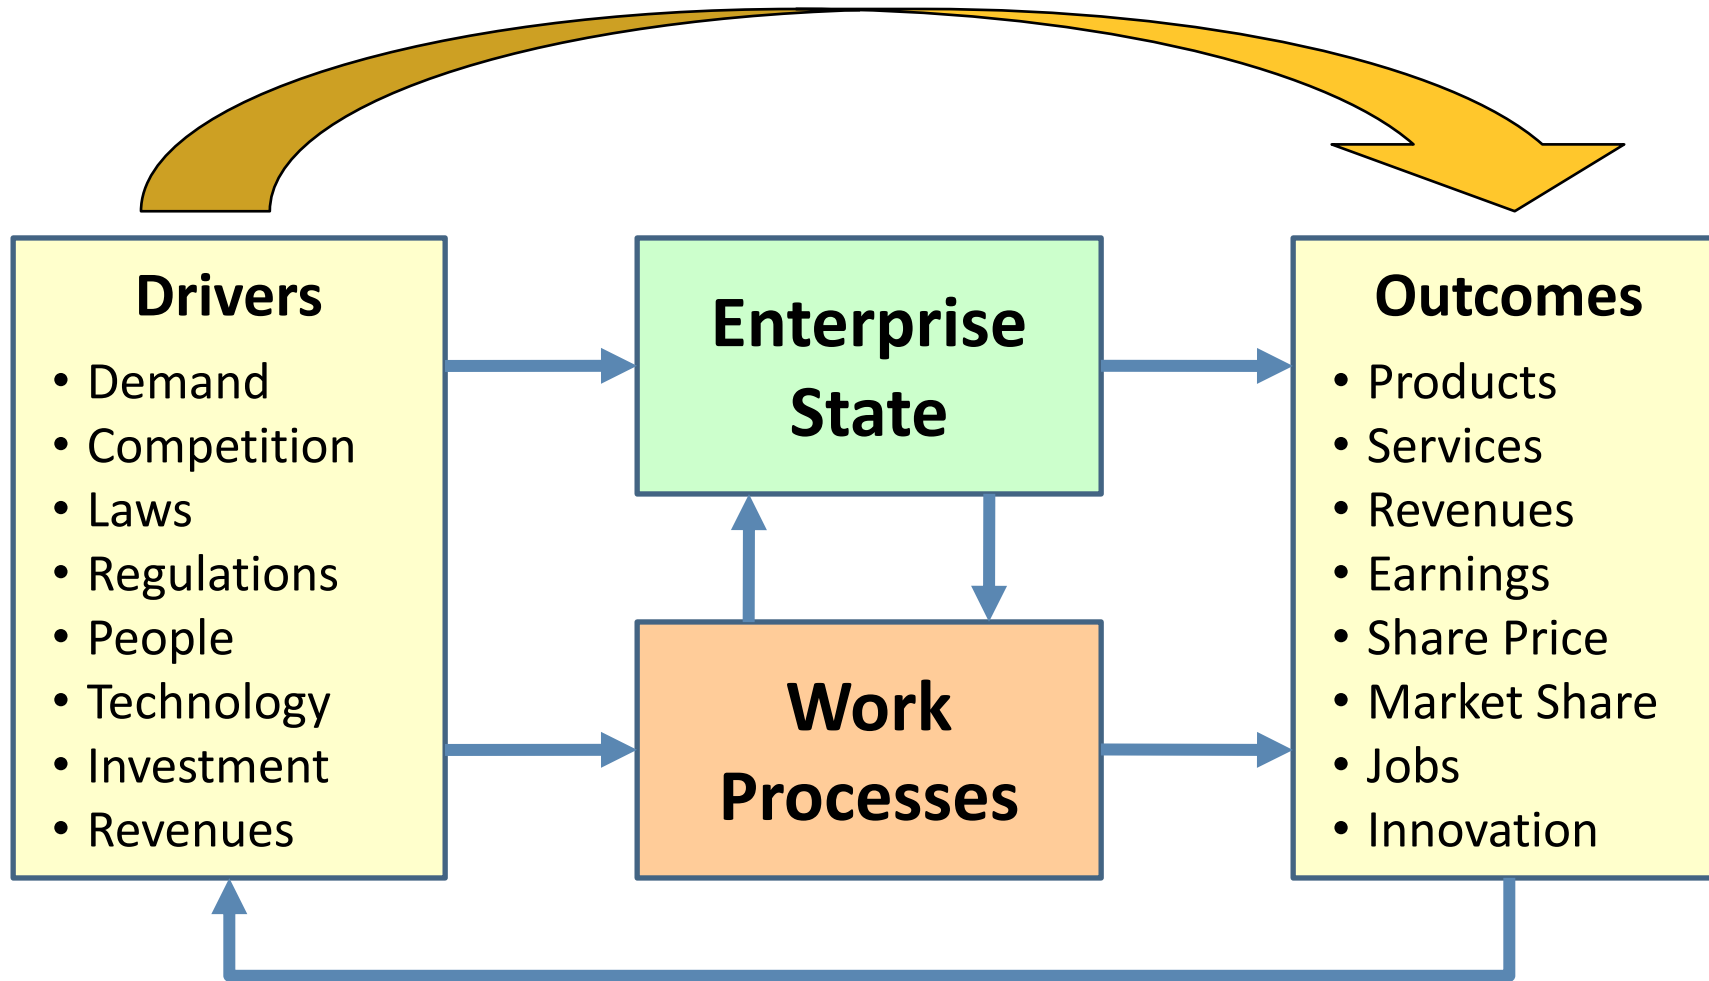 Drivers
• Demand
• Competition
• Laws
• Regulations
• People
• Technology
• Investment
• Revenues
Enterprise
State
Work
Processes
Outcomes
• Products
• Services
• Revenues
• Earnings
• Share Price
• Market Share
• Jobs
• Innovation